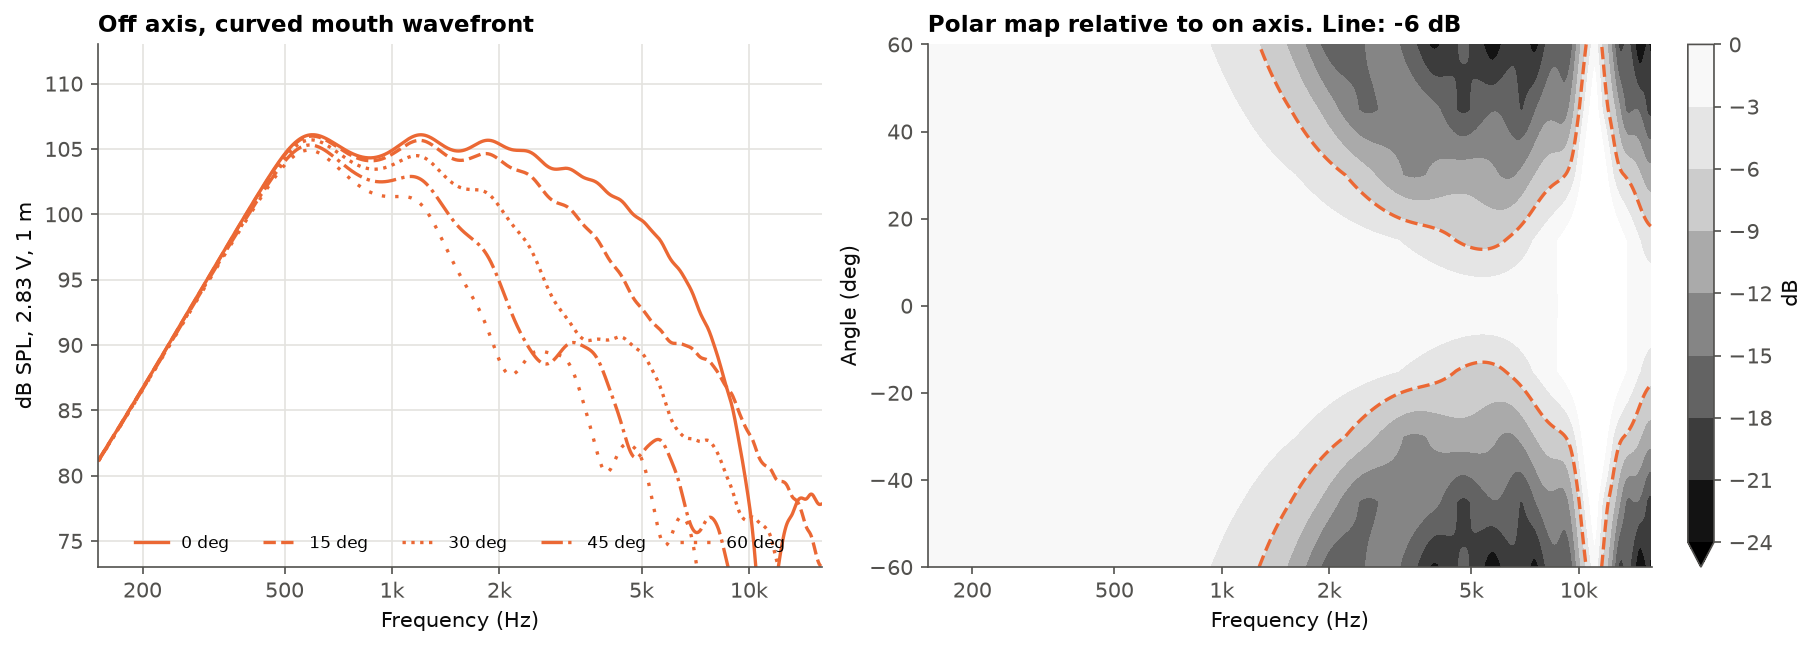 Off axis, curved mouth wavefront
dB SPL, 2.83 V, 1 m
110
105
100
95
90
85
80
75
0 deg 15 deg 30 deg 45 deg 60 deg
200 500 1k 2k 5k 10k
Frequency (Hz)
Polar map relative to on axis. Line: -6 dB
Angle (deg)
60
40
20
0
−20
−40
−60
200 500 1k 2k 5k 10k
Frequency (Hz)
0
−3
−6
−9
−12
−15
−18
−21
−24
dB